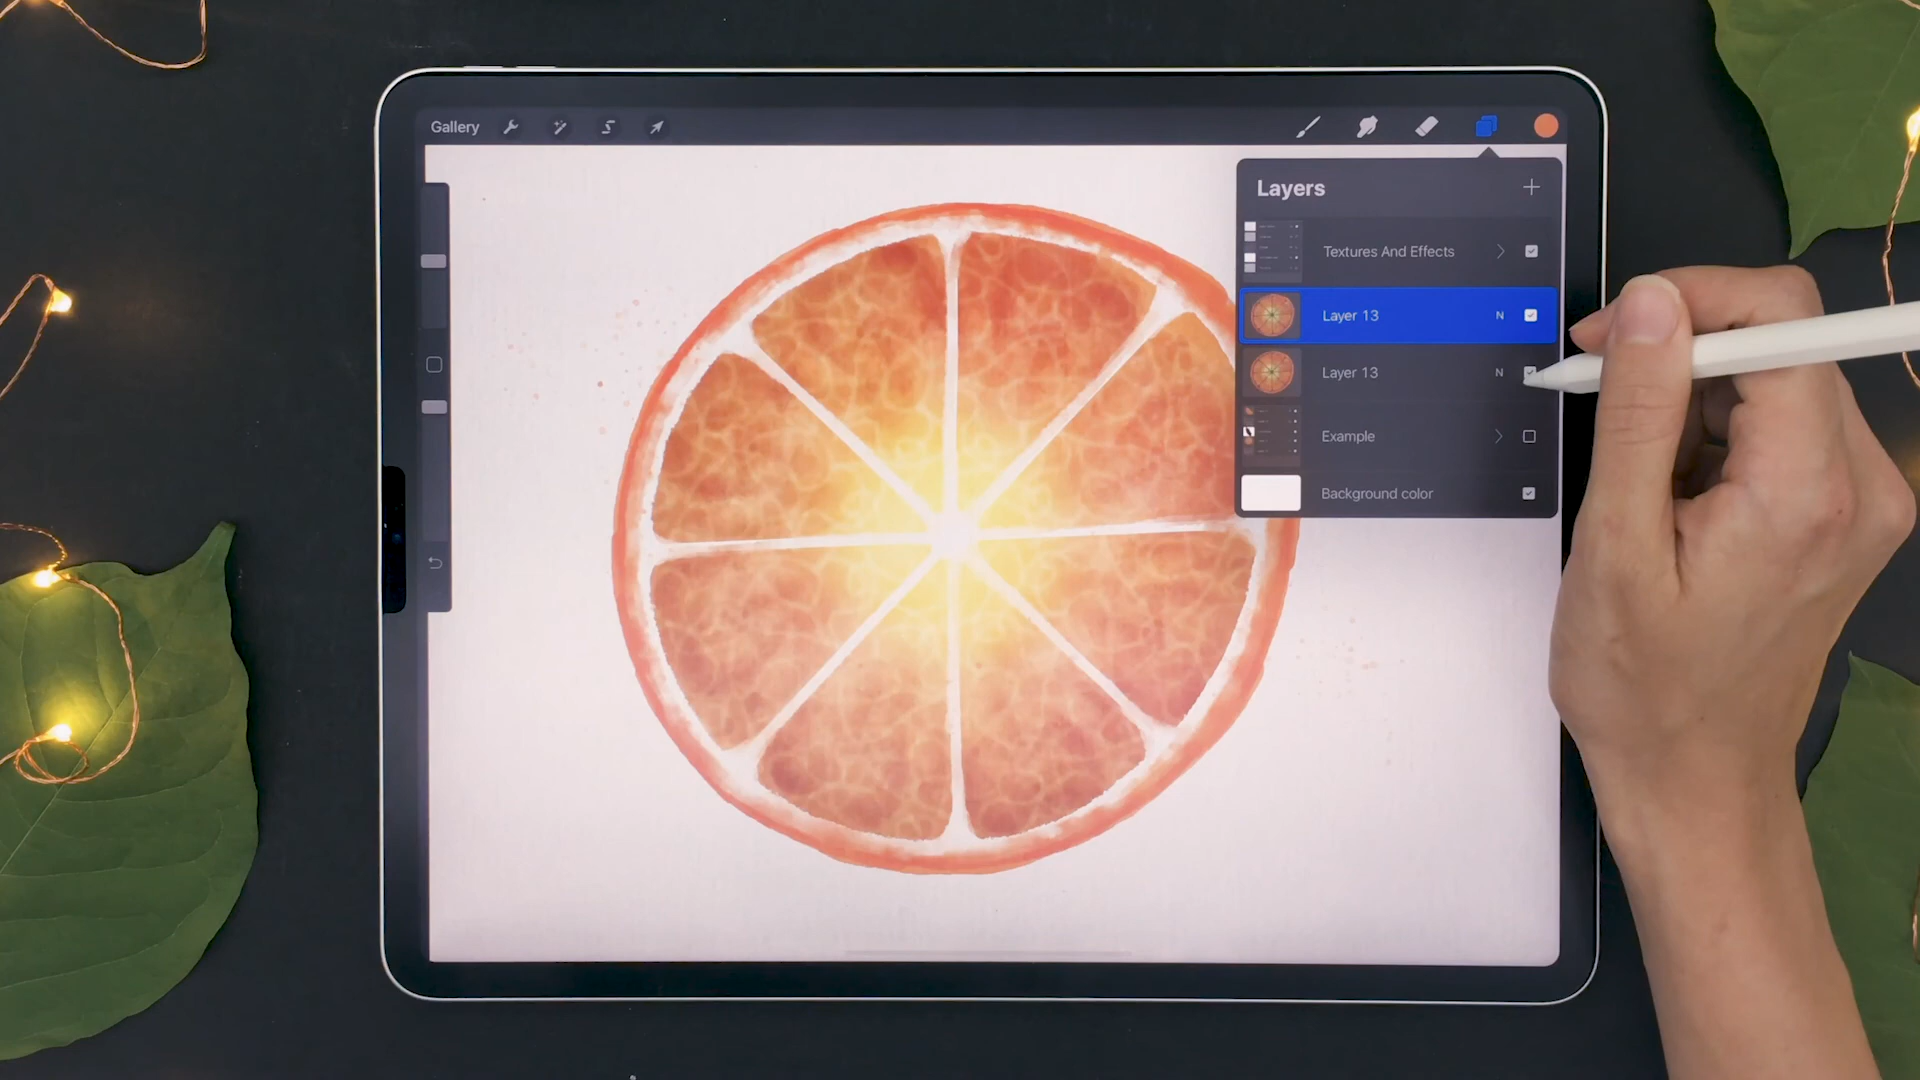 Gallery
Layers
Textures And Effects
Layer 13 N
Layer 13 N
Example
Background color